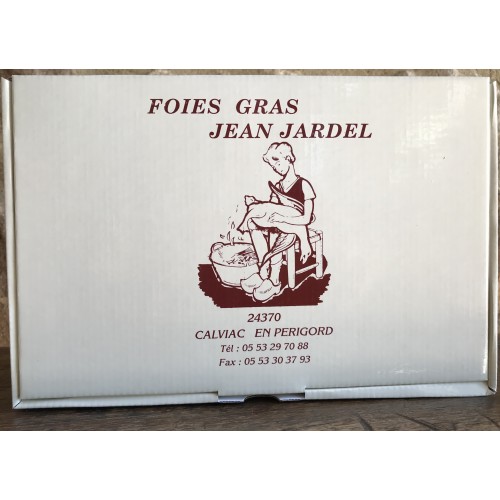 FOIES GRAS
JEAN JARDEL
24370
CALVIAC EN PERIGORD
Tél : 05 53 29 70 88
Fax : 05 53 30 37 93